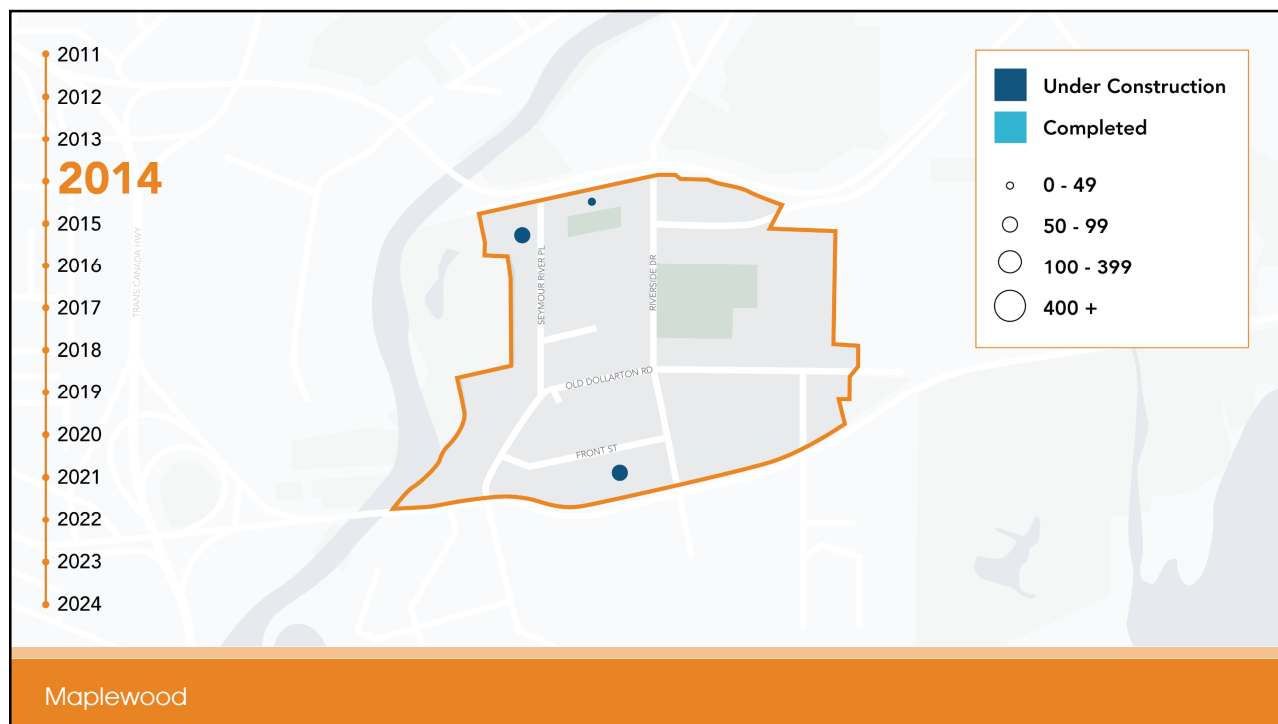 2011
2012
2013
2014
2015
2016
2017
2018
2019
2020
2021
2022
2023
2024
TRANS CANADA HWY
SEYMOUR RIVER PL
RIVERSIDE DR
OLD DOLLARTON RD
FRONT ST
Under Construction
Completed
0 - 49
50 - 99
100 - 399
400 +
Maplewood